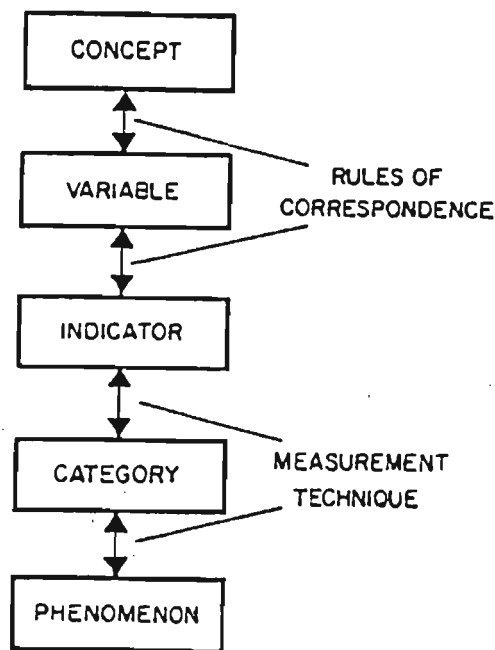 CONCEPT
VARIABLE
RULES OF
CORRESPONDENCE
INDICATOR
CATEGORY
MEASUREMENT
TECHNIQUE
PHENOMENON